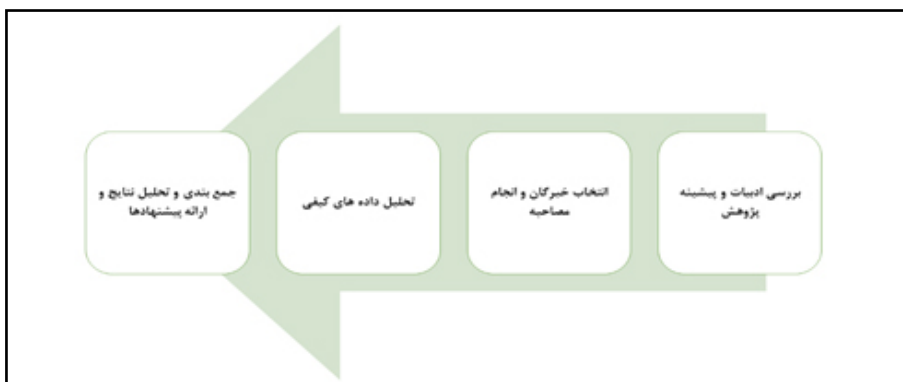 بررسی ادبیات و پیشینه
پژوهش
انتخاب خبرگان و انجام
مصاحبه
تحلیل داده های کیفی
جمع بندی و تحلیل نتایج و
ارائه پیشنهادها